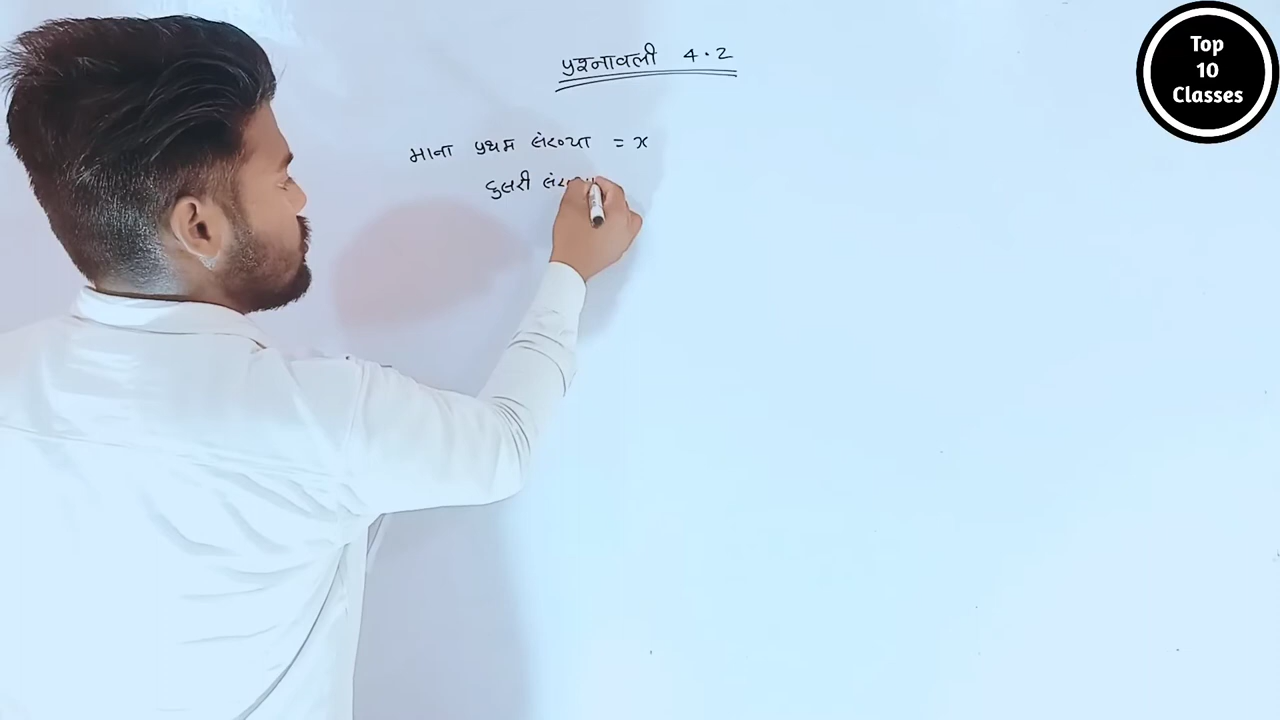 प्रश्नावली 4.2
माना प्रथम संख्या = x
दुसरी
Top
10
Classes